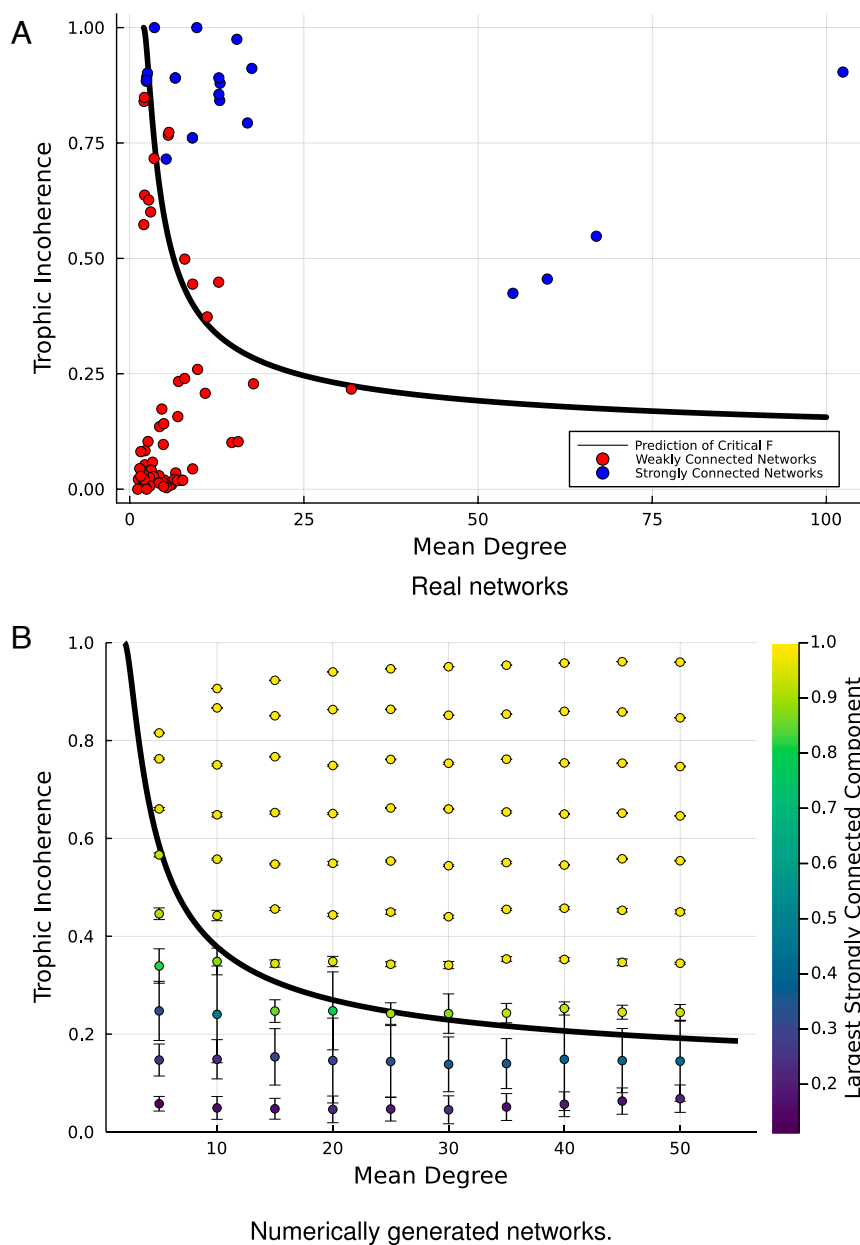 A
1.00
0.75
0.50
0.25
0.00
Trophic Incoherence
Prediction of Critical F
Weakly Connected Networks
Strongly Connected Networks
0
25
50
75
100
Mean Degree
Real networks
B
1.0
0.8
0.6
0.4
0.2
0.0
Trophic Incoherence
10
20
30
40
50
Mean Degree
1.0
0.9
0.8
0.7
0.6
0.5
0.4
0.3
0.2
Largest Strongly Connected Component
Numerically generated networks.